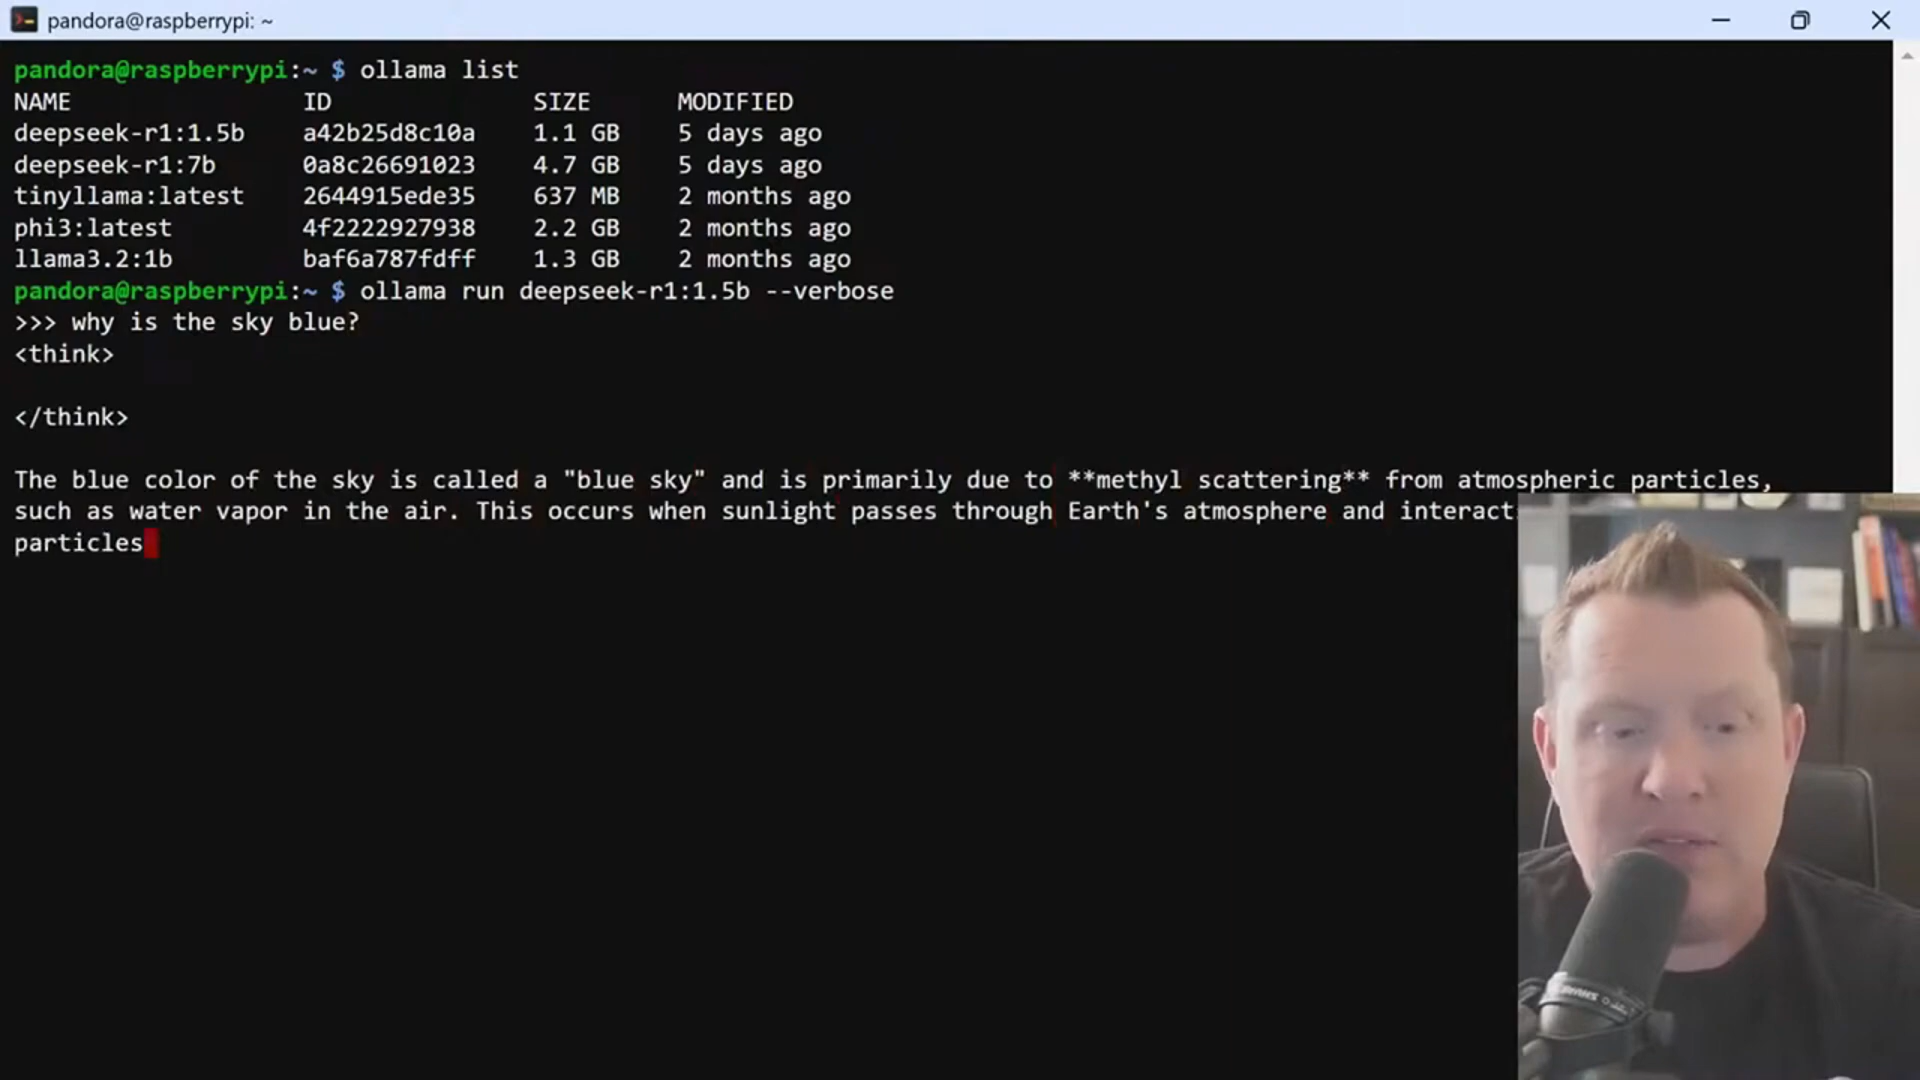 pandora@raspberrypi: ~
pandora@raspberrypi:~ $ ollama list
NAME ID SIZE MODIFIED
deepseek-r1:1.5b a42b25d8c10a 1.1 GB 5 days ago
deepseek-r1:7b 0a8c26691023 4.7 GB 5 days ago
tinyllama:latest 2644915ede35 637 MB 2 months ago
phi3:latest 4f2222927938 2.2 GB 2 months ago
llama3.2:1b baf6a787fdff 1.3 GB 2 months ago
pandora@raspberrypi:~ $ ollama run deepseek-r1:1.5b --verbose
>>> why is the sky blue?
<think>
</think>
The blue color of the sky is called a "blue sky" and is primarily due to **methyl scattering** from atmospheric particles,
such as water vapor in the air. This occurs when sunlight passes through Earth's atmosphere and interact
particles